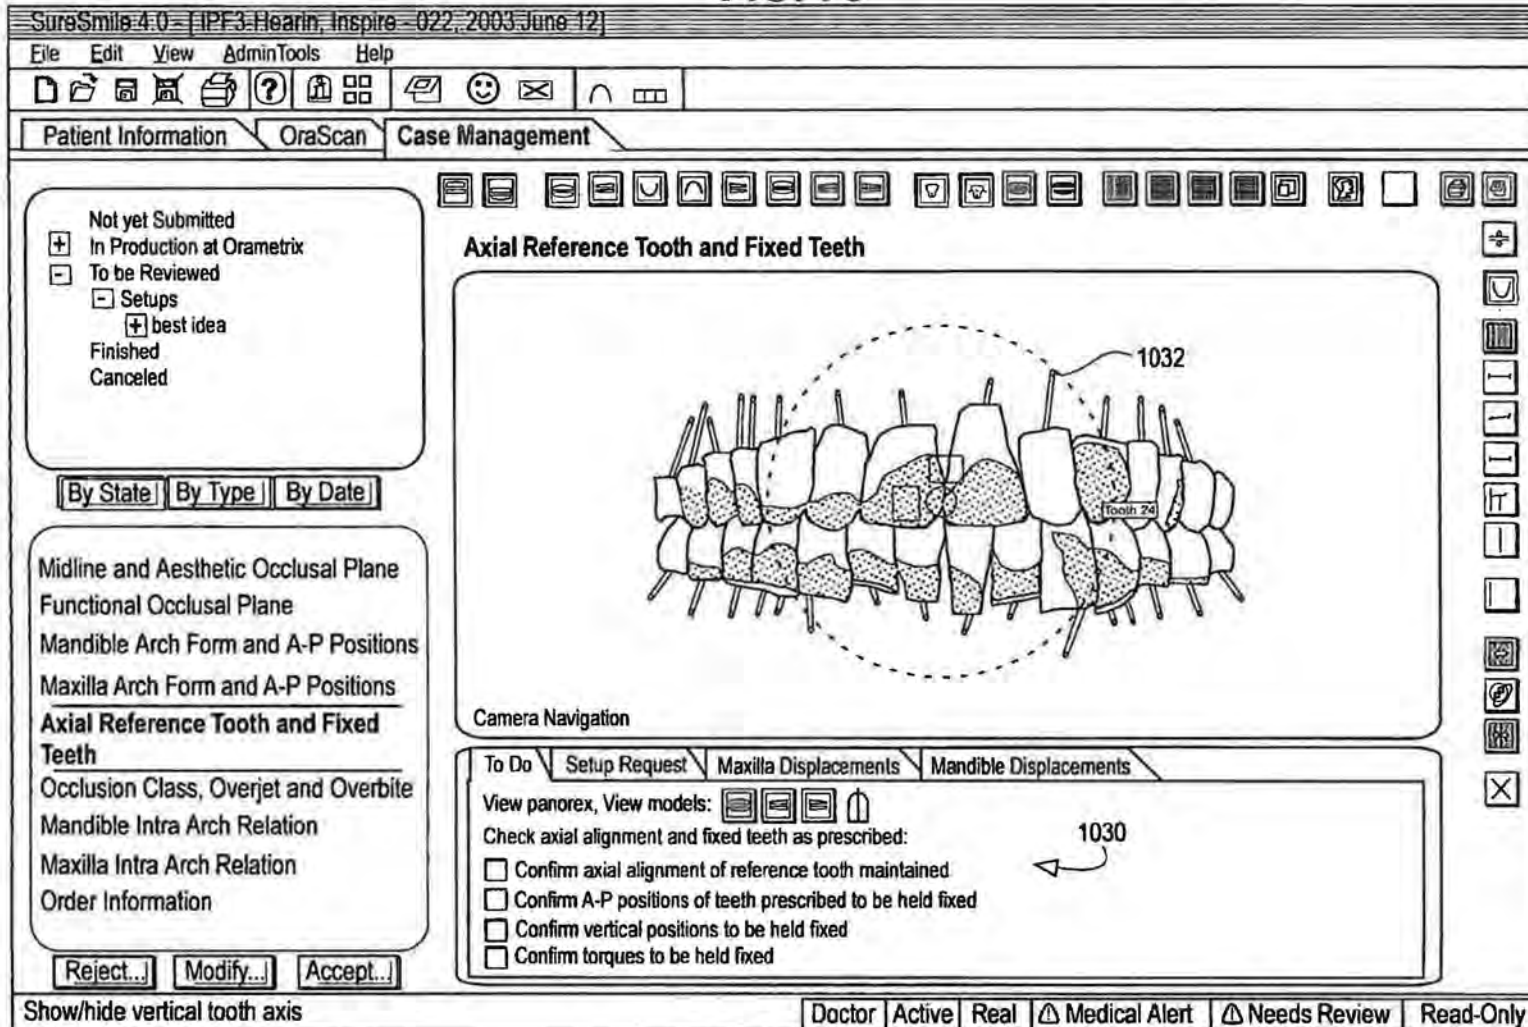 SureSmile 4.0 - [ IPF3-Hearin, Inspire - 022, 2003 June 12]
File Edit View AdminTools Help
Patient Information OraScan Case Management
Not yet Submitted
+ In Production at Orametrix
- To be Reviewed
- Setups
+ best idea
Finished
Canceled
By State By Type By Date
Midline and Aesthetic Occlusal Plane
Functional Occlusal Plane
Mandible Arch Form and A-P Positions
Maxilla Arch Form and A-P Positions
Axial Reference Tooth and Fixed
Teeth
Occlusion Class, Overjet and Overbite
Mandible Intra Arch Relation
Maxilla Intra Arch Relation
Order Information
Reject... Modify... Accept...
Axial Reference Tooth and Fixed Teeth
1032
Tooth 24
Camera Navigation
To Do Setup Request Maxilla Displacements Mandible Displacements
View panorex, View models:
Check axial alignment and fixed teeth as prescribed:
1030
Confirm axial alignment of reference tooth maintained
Confirm A-P positions of teeth prescribed to be held fixed
Confirm vertical positions to be held fixed
Confirm torques to be held fixed
Show/hide vertical tooth axis
Doctor Active Real Medical Alert Needs Review Read-Only